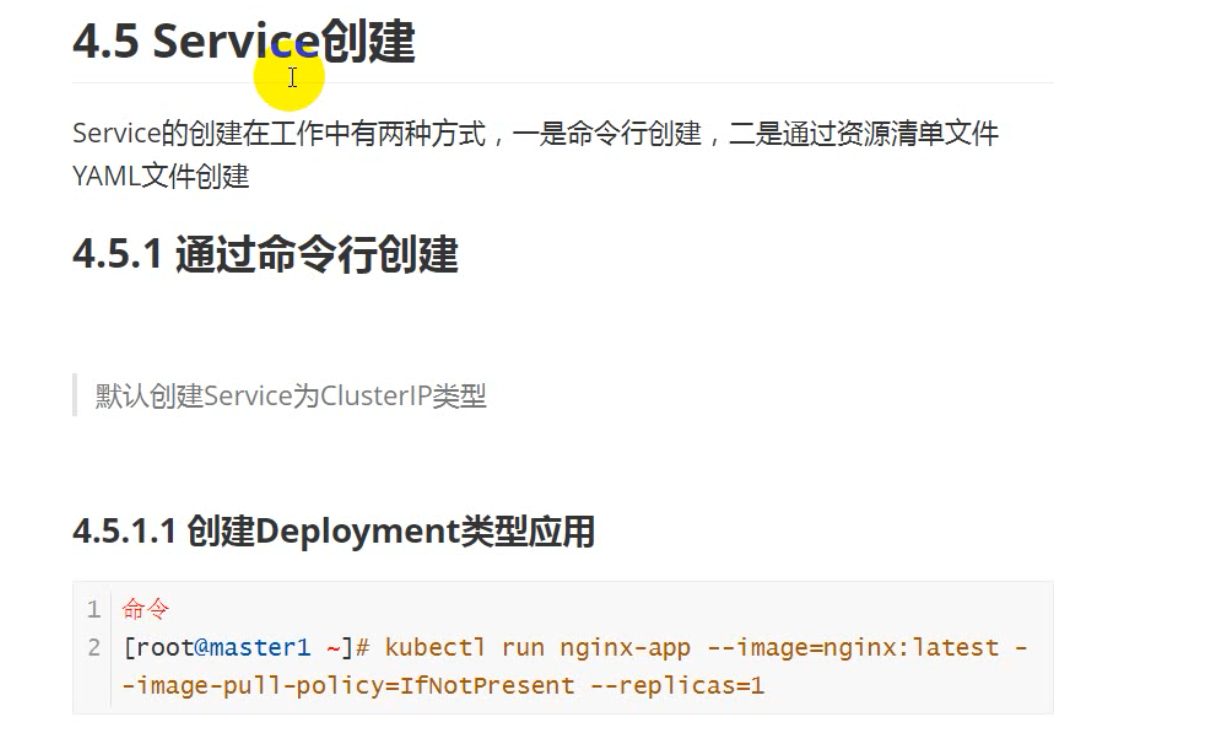 4.5 Service创建
Service的创建在工作中有两种方式，一是命令行创建，二是通过资源清单文件
YAML文件创建
4.5.1 通过命令行创建
默认创建Service为ClusterIP类型
4.5.1.1 创建Deployment类型应用
1 命令
2 [root@master1 ~]# kubectl run nginx-app --image=nginx:latest -
-image-pull-policy=IfNotPresent --replicas=1